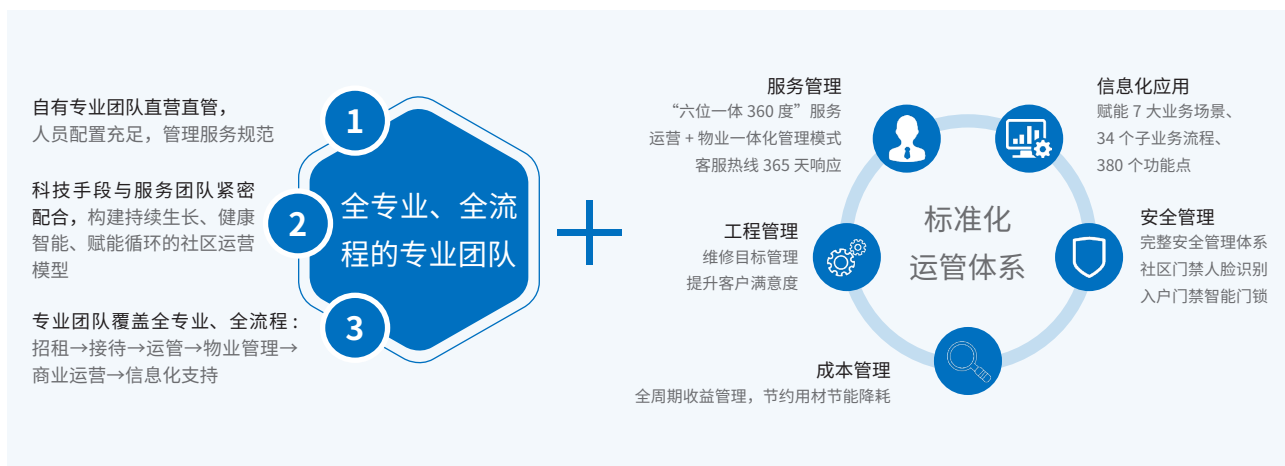 自有专业团队直营直管，
人员配置充足，管理服务规范
科技手段与服务团队紧密
配合，构建持续生长、健康
智能、赋能循环的社区运营
模型
专业团队覆盖全专业、全流程：
招租→接待→运管→物业管理→
商业运营→信息化支持
1
2
3
全专业、全流
程的专业团队
服务管理
“六位一体 360 度”服务
运营 + 物业一体化管理模式
客服热线 365 天响应
工程管理
维修目标管理
提升客户满意度
成本管理
全周期收益管理，节约用材节能降耗
标准化
运管体系
信息化应用
赋能 7 大业务场景、
34 个子业务流程、
380 个功能点
安全管理
完整安全管理体系
社区门禁人脸识别
入户门禁智能门锁